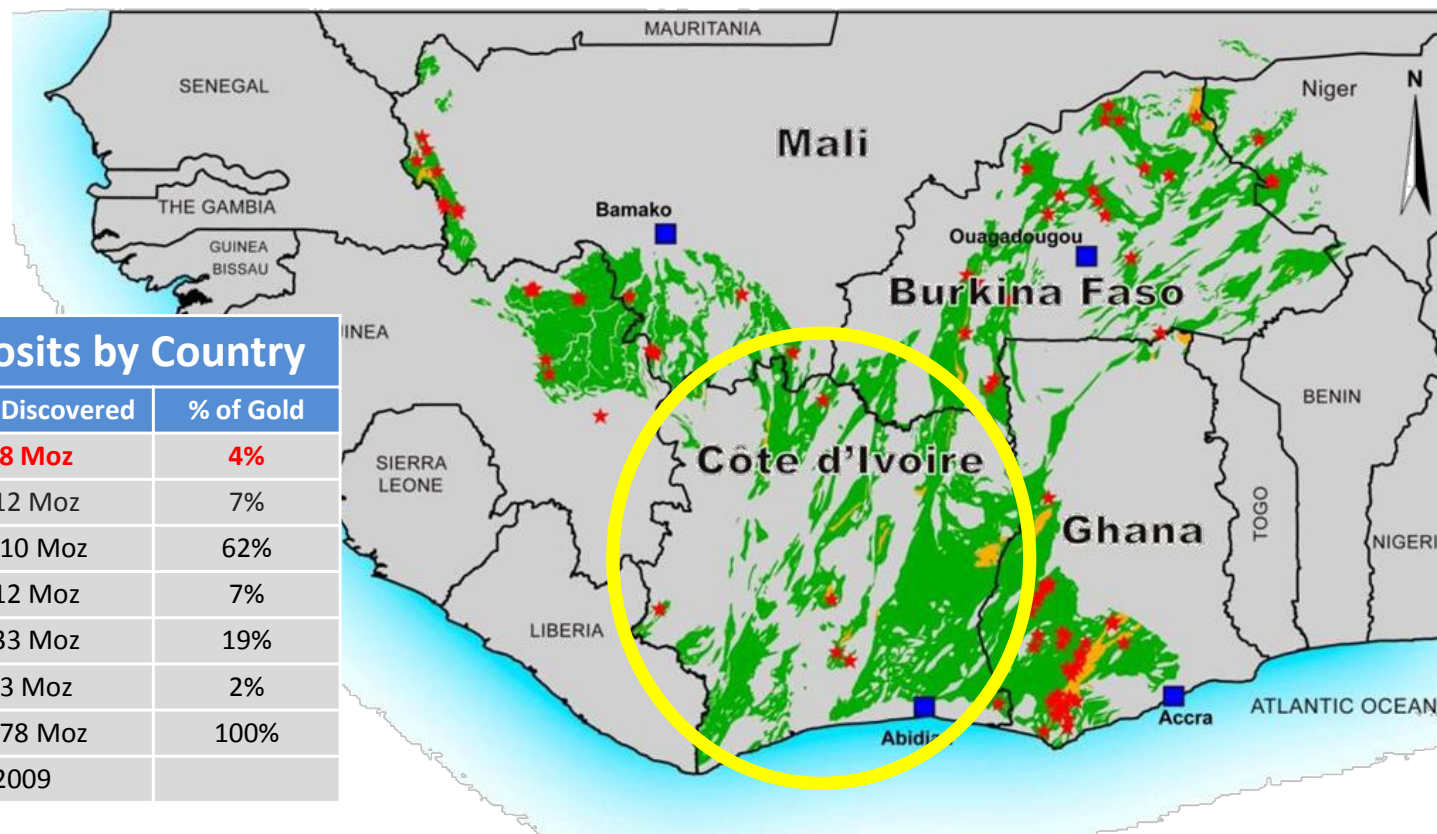 MAURITANIA
SENEGAL
Niger
N
Mali
THE GAMBIA
Bamako
GUINEA
BISSAU
Ouagadougou
Burkina Faso
INEA
osits by Country
Discovered % of Gold
8 Moz 4%
12 Moz 7%
10 Moz 62%
12 Moz 7%
33 Moz 19%
3 Moz 2%
78 Moz 100%
2009
BENIN
SIERRA
LEONE
Côte d'Ivoire
Ghana
TOGO
NIGERI
LIBERIA
ATLANTIC OCEAN
Accra
Abidja